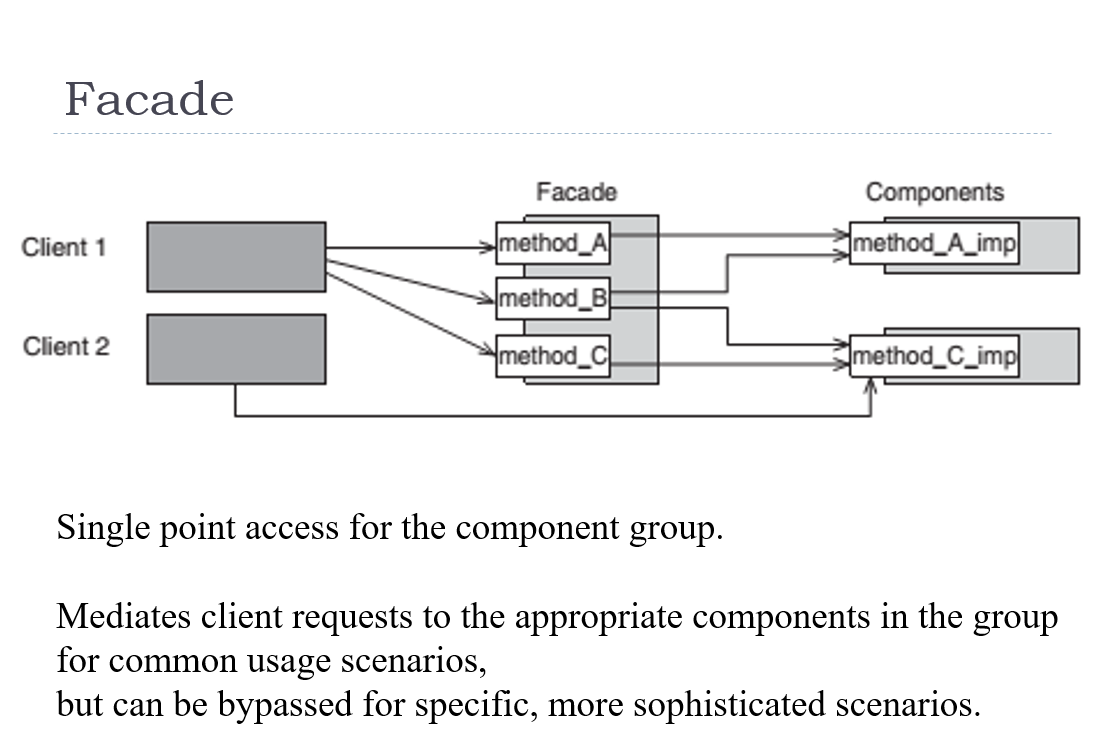 Facade
Facade
Components
Client 1
method_A
method_A_imp
method_B
Client 2
method_C
method_C_imp
Single point access for the component group.
Mediates client requests to the appropriate components in the group
for common usage scenarios,
but can be bypassed for specific, more sophisticated scenarios.